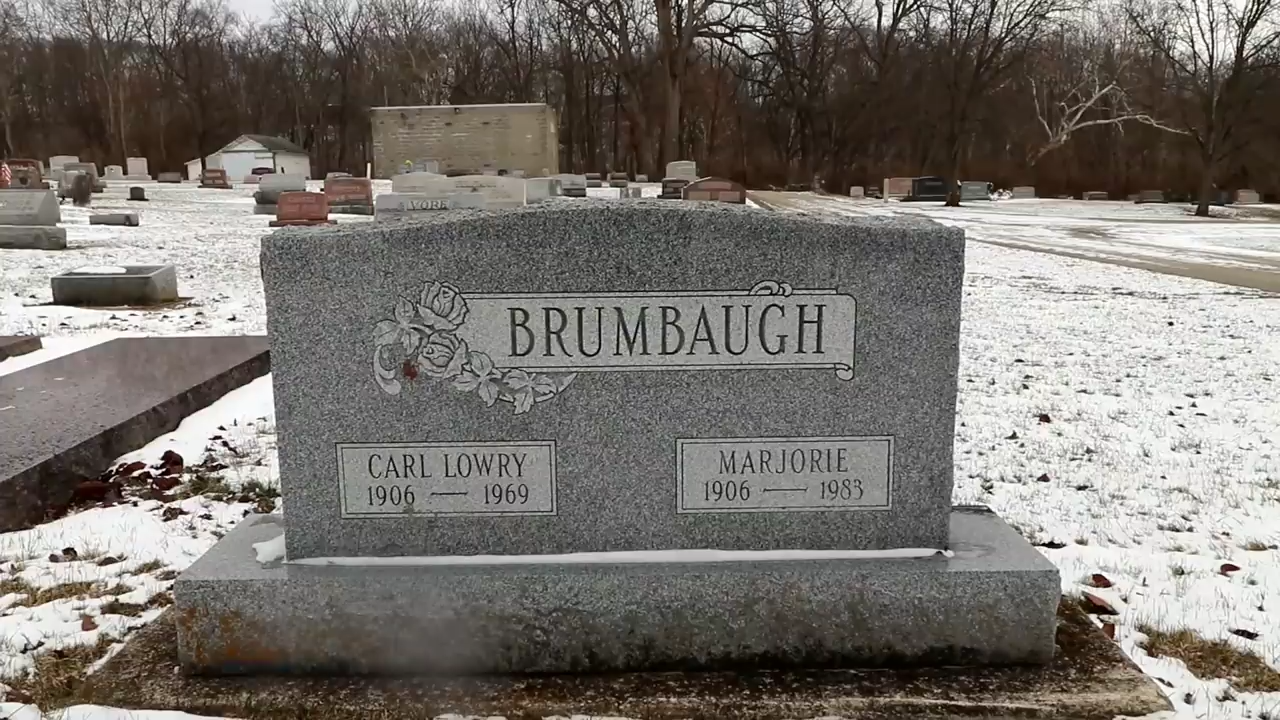 BRUMBAUGH
CARL LOWRY
1906 — 1969
MARJORIE
1906 — 1983